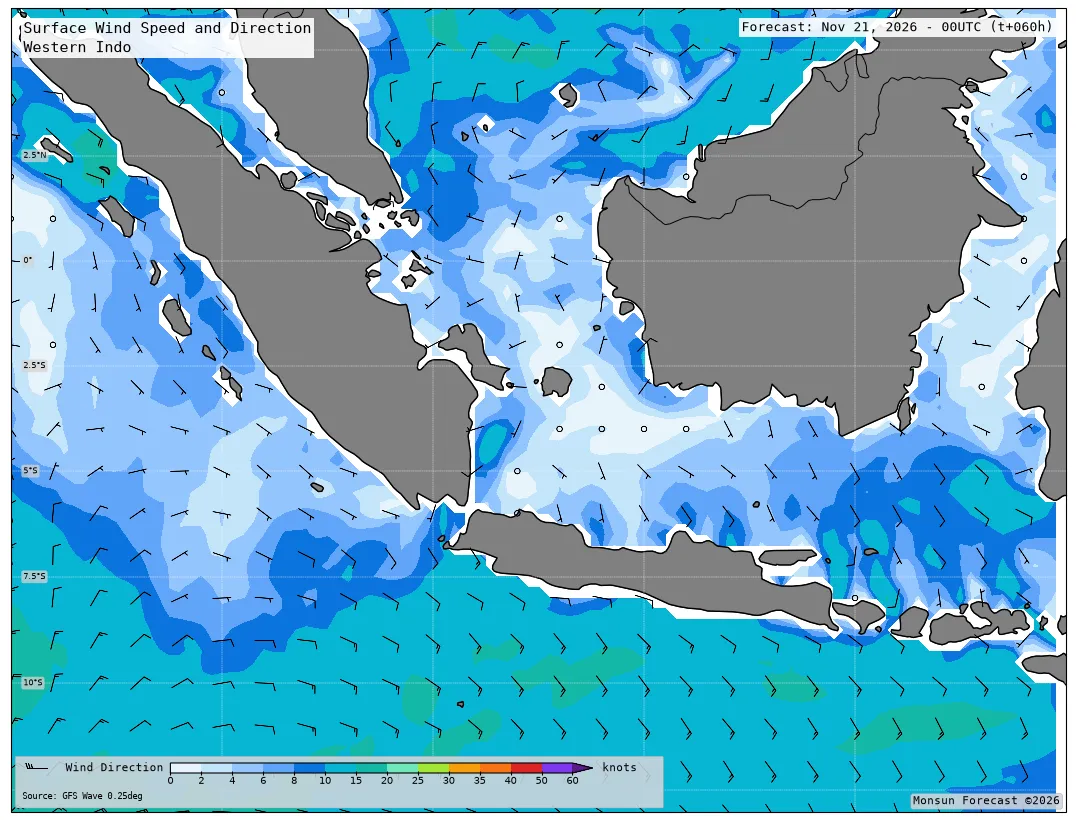 Surface Wind Speed and Direction
Western Indo
Forecast: Nov 21, 2026 - 00UTC (t+060h)
2.5°N
0°
2.5°S
5°S
7.5°S
10°S
Wind Direction
0 2 4 6 8 10 15 20 25 30 40 50 60
knots
Source: GFS Wave 0.25deg
Monsun Forecast ©2026